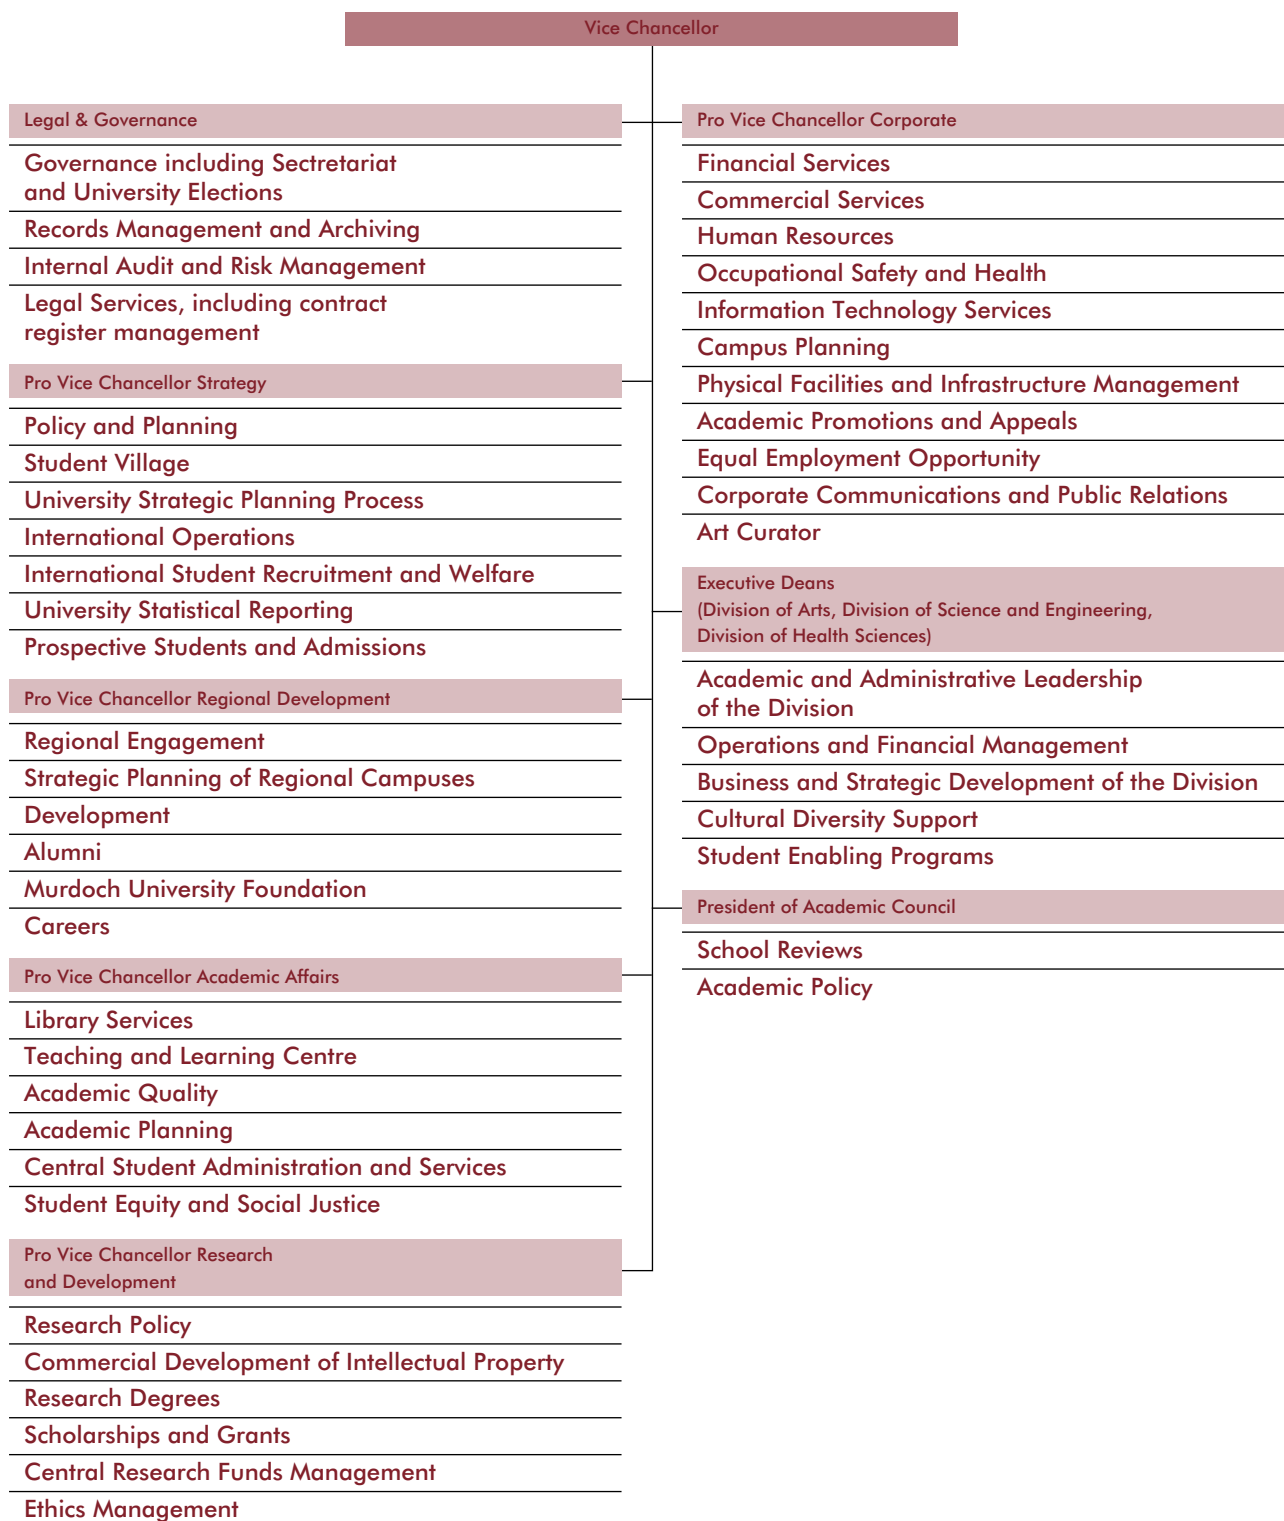 Vice Chancellor
Legal & Governance
Governance including Sectretariat
and University Elections
Records Management and Archiving
Internal Audit and Risk Management
Legal Services, including contract
register management
Pro Vice Chancellor Strategy
Policy and Planning
Student Village
University Strategic Planning Process
International Operations
International Student Recruitment and Welfare
University Statistical Reporting
Prospective Students and Admissions
Pro Vice Chancellor Regional Development
Regional Engagement
Strategic Planning of Regional Campuses
Development
Alumni
Murdoch University Foundation
Careers
Pro Vice Chancellor Academic Affairs
Library Services
Teaching and Learning Centre
Academic Quality
Academic Planning
Central Student Administration and Services
Student Equity and Social Justice
Pro Vice Chancellor Research
and Development
Research Policy
Commercial Development of Intellectual Property
Research Degrees
Scholarships and Grants
Central Research Funds Management
Ethics Management
Pro Vice Chancellor Corporate
Financial Services
Commercial Services
Human Resources
Occupational Safety and Health
Information Technology Services
Campus Planning
Physical Facilities and Infrastructure Management
Academic Promotions and Appeals
Equal Employment Opportunity
Corporate Communications and Public Relations
Art Curator
Executive Deans
(Division of Arts, Division of Science and Engineering,
Division of Health Sciences)
Academic and Administrative Leadership
of the Division
Operations and Financial Management
Business and Strategic Development of the Division
Cultural Diversity Support
Student Enabling Programs
President of Academic Council
School Reviews
Academic Policy